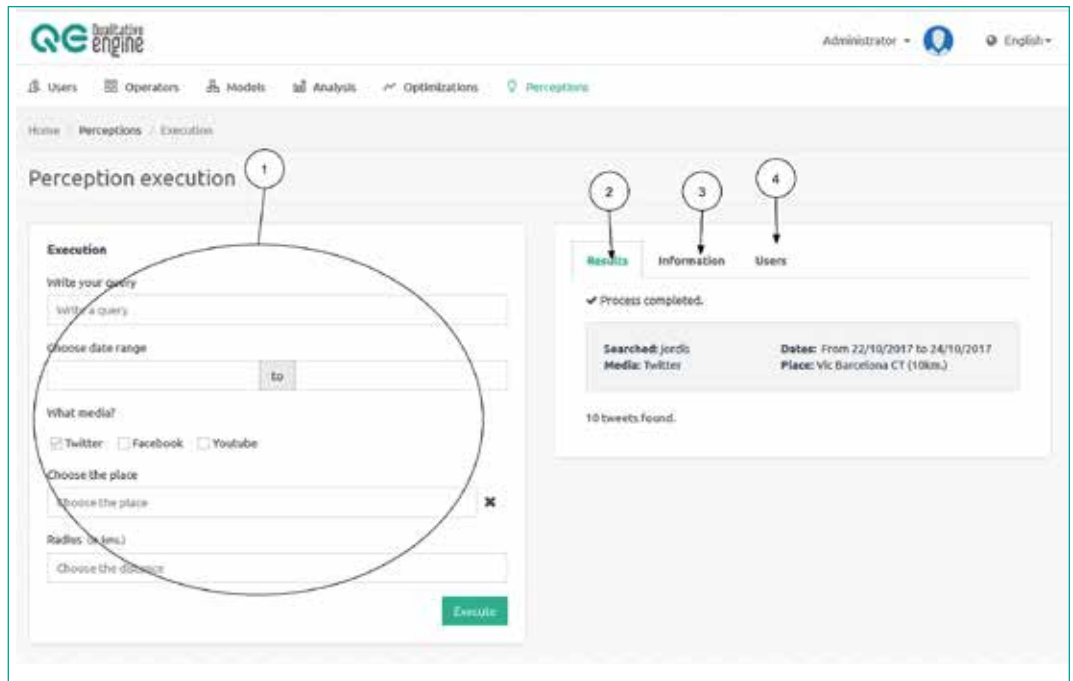 QE Qualitative engine
Administrator
English
Users Operators Models Analysis Optimizations Perceptions
Home / Perceptions / Execution
Perception execution
1
2
3
4
Execution
Write your query
Write a query
Choose date range
to
What media?
Twitter Facebook Youtube
Choose the place
Choose the place
Radius (in kms.)
Choose the distance
Execute
Results Information Users
Process completed.
Searched: jordis
Media: Twitter
Dates: From 22/10/2017 to 24/10/2017
Place: Vic Barcelona CT (10km.)
10 tweets found.